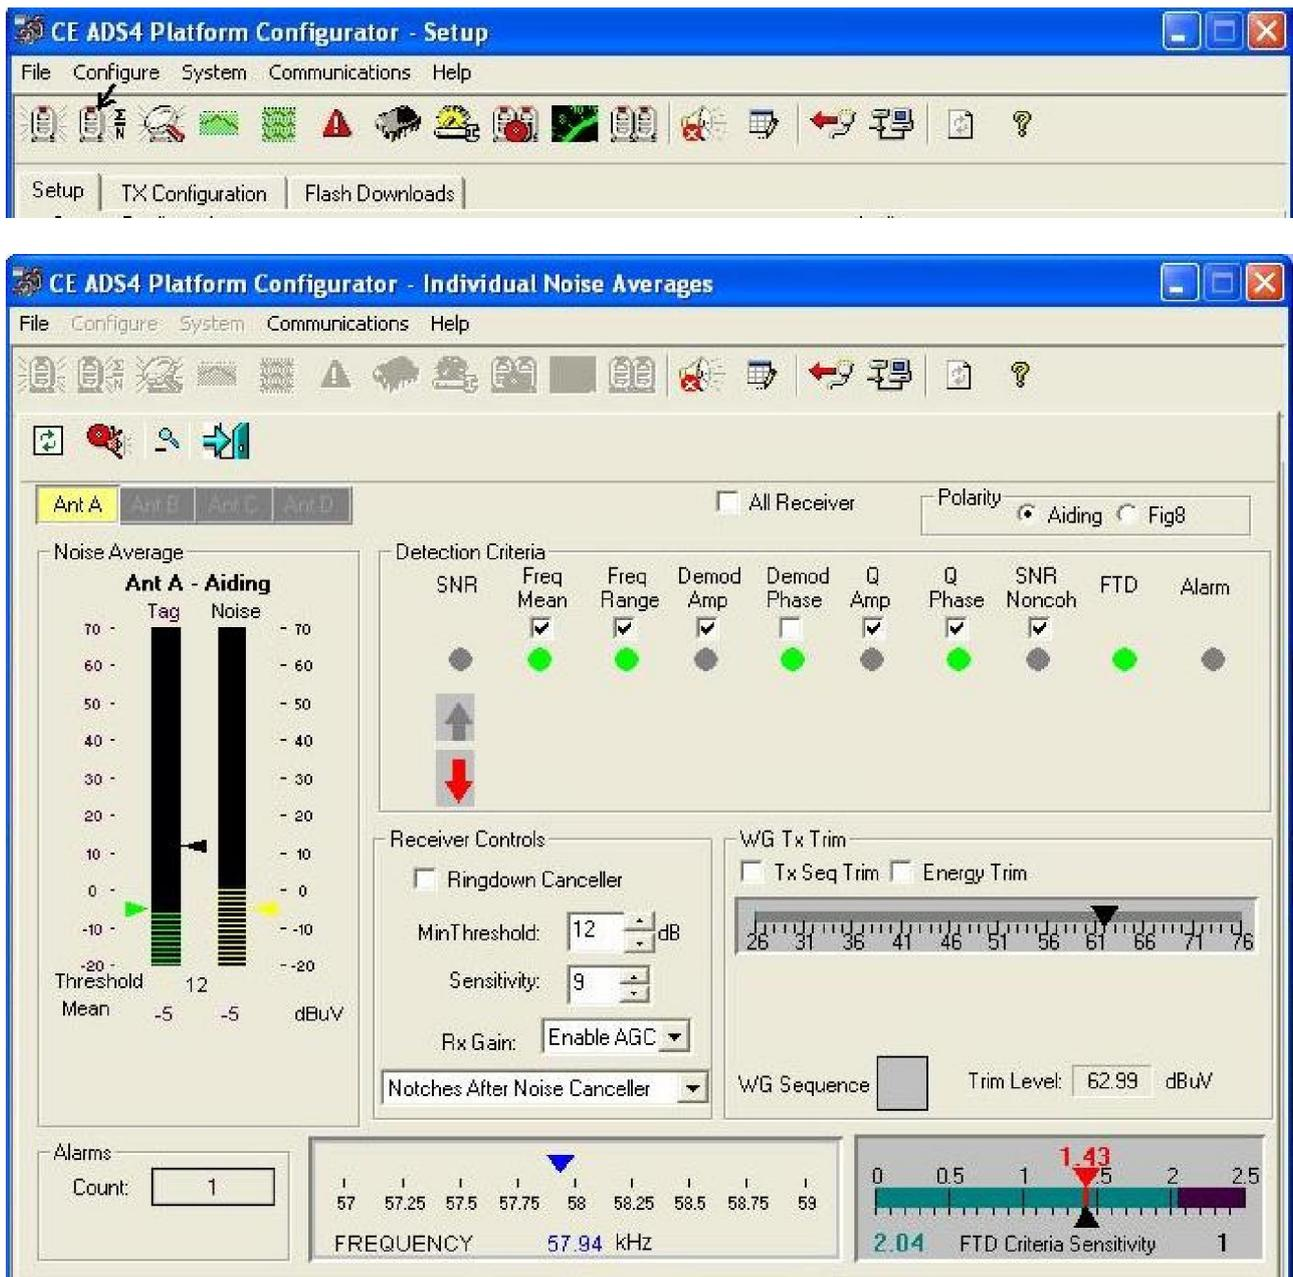 CE ADS4 Platform Configurator - Setup
File Configure System Communications Help
Σ
N
Setup TX Configuration Flash Downloads
CE ADS4 Platform Configurator - Individual Noise Averages
File Configure System Communications Help
Ant A Ant B Ant C Ant D
All Receiver
Polarity
Aiding Fig8
Noise Average
Ant A - Aiding
Tag Noise
70 - - 70
60 - - 60
50 - - 50
40 - - 40
30 - - 30
20 - - 20
10 - - 10
0 - - 0
-10 - - -10
-20 - - -20
Threshold 12
Mean -5 -5 dBuV
Detection Criteria
SNR
Freq Mean
Freq Range
Demod Amp
Demod Phase
Q Amp
Q Phase
SNR Noncoh
FTD
Alarm
Receiver Controls
Ringdown Canceller
MinThreshold: 12 dB
Sensitivity: 9
Rx Gain: Enable AGC
Notches After Noise Canceller
WG Tx Trim
Tx Seq Trim Energy Trim
26 31 36 41 46 51 56 61 66 71 76
WG Sequence
Trim Level: 62.99 dBuV
Alarms
Count: 1
57 57.25 57.5 57.75 58 58.25 58.5 58.75 59
FREQUENCY 57.94 kHz
1.43
0 0.5 1 2 2.5
2.04 FTD Criteria Sensitivity 1